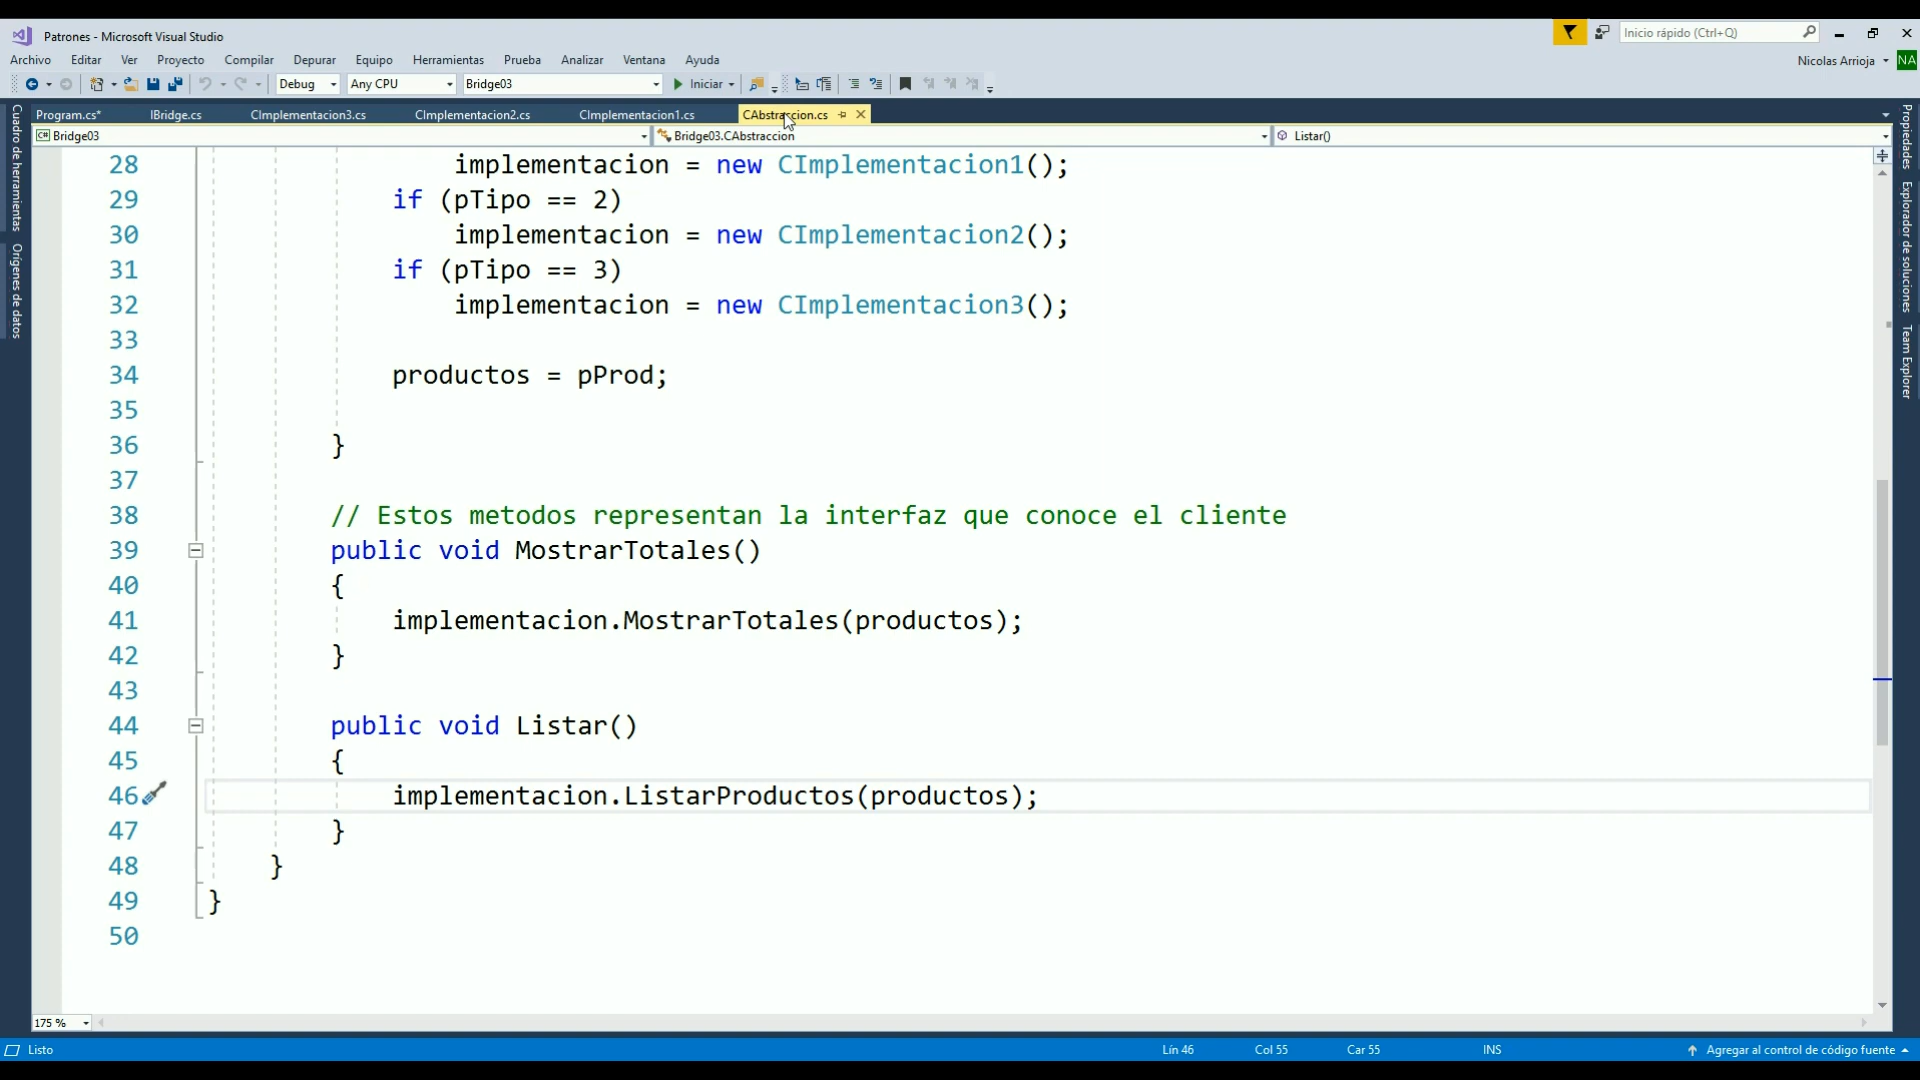 Patrones - Microsoft Visual Studio
Inicio rápido (Ctrl+Q)
Archivo Editar Ver Proyecto Compilar Depurar Equipo Herramientas Prueba Analizar Ventana Ayuda
Nicolas Arrioja NA
Debug Any CPU Bridge03 Iniciar
Program.cs* IBridge.cs CImplementacion3.cs CImplementacion2.cs CImplementacion1.cs CAbstraccion.cs
C# Bridge03 Bridge03.CAbstraccion Listar()
Cuadro de herramientas
Orígenes de datos
28 implementacion = new CImplementacion1();
29 if (pTipo == 2)
30 implementacion = new CImplementacion2();
31 if (pTipo == 3)
32 implementacion = new CImplementacion3();
33
34 productos = pProd;
35
36 }
37
38 // Estos metodos representan la interfaz que conoce el cliente
39 public void MostrarTotales()
40 {
41 implementacion.MostrarTotales(productos);
42 }
43
44 public void Listar()
45 {
46 implementacion.ListarProductos(productos);
47 }
48 }
49 }
50
Propiedades
Explorador de soluciones
Team Explorer
175 %
Listo Lín 46 Col 55 Car 55 INS Agregar al control de código fuente